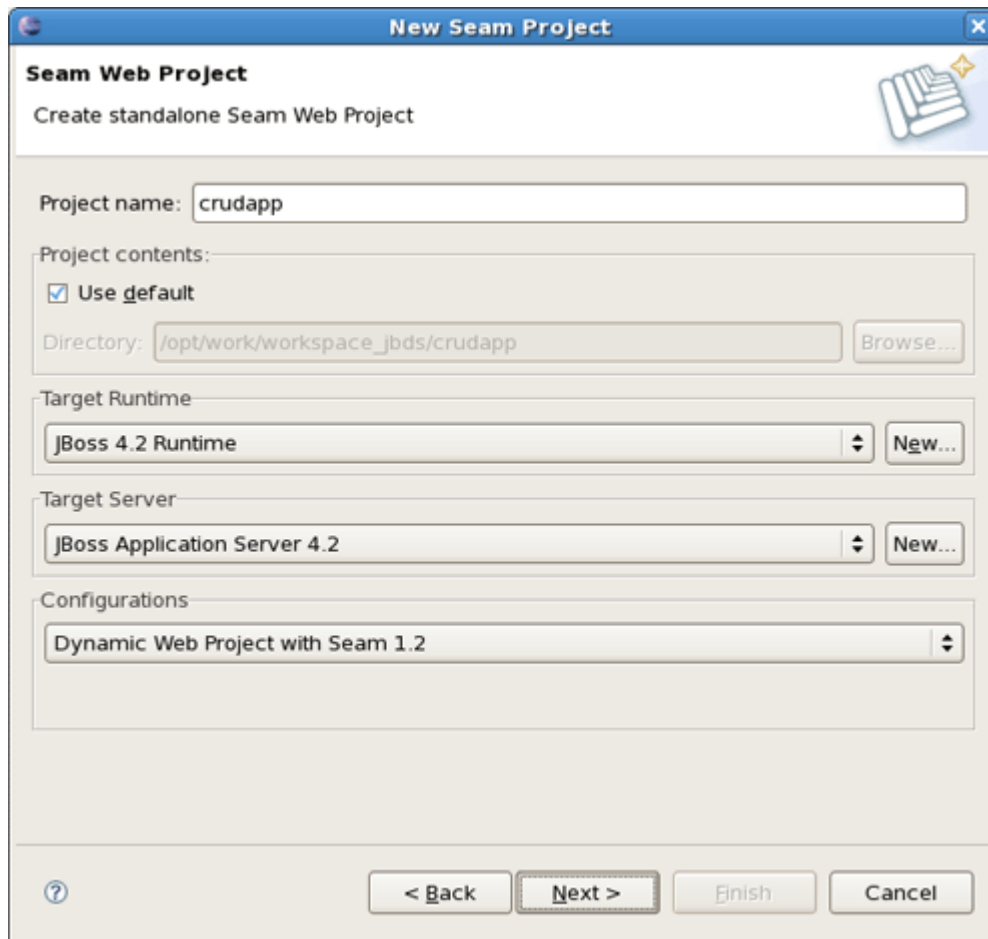 New Seam Project
Seam Web Project
Create standalone Seam Web Project
Project name: crudapp
Project contents:
Use default
Directory: /opt/work/workspace_jbds/crudapp Browse...
Target Runtime
JBoss 4.2 Runtime New...
Target Server
JBoss Application Server 4.2 New...
Configurations
Dynamic Web Project with Seam 1.2
? < Back Next > Finish Cancel